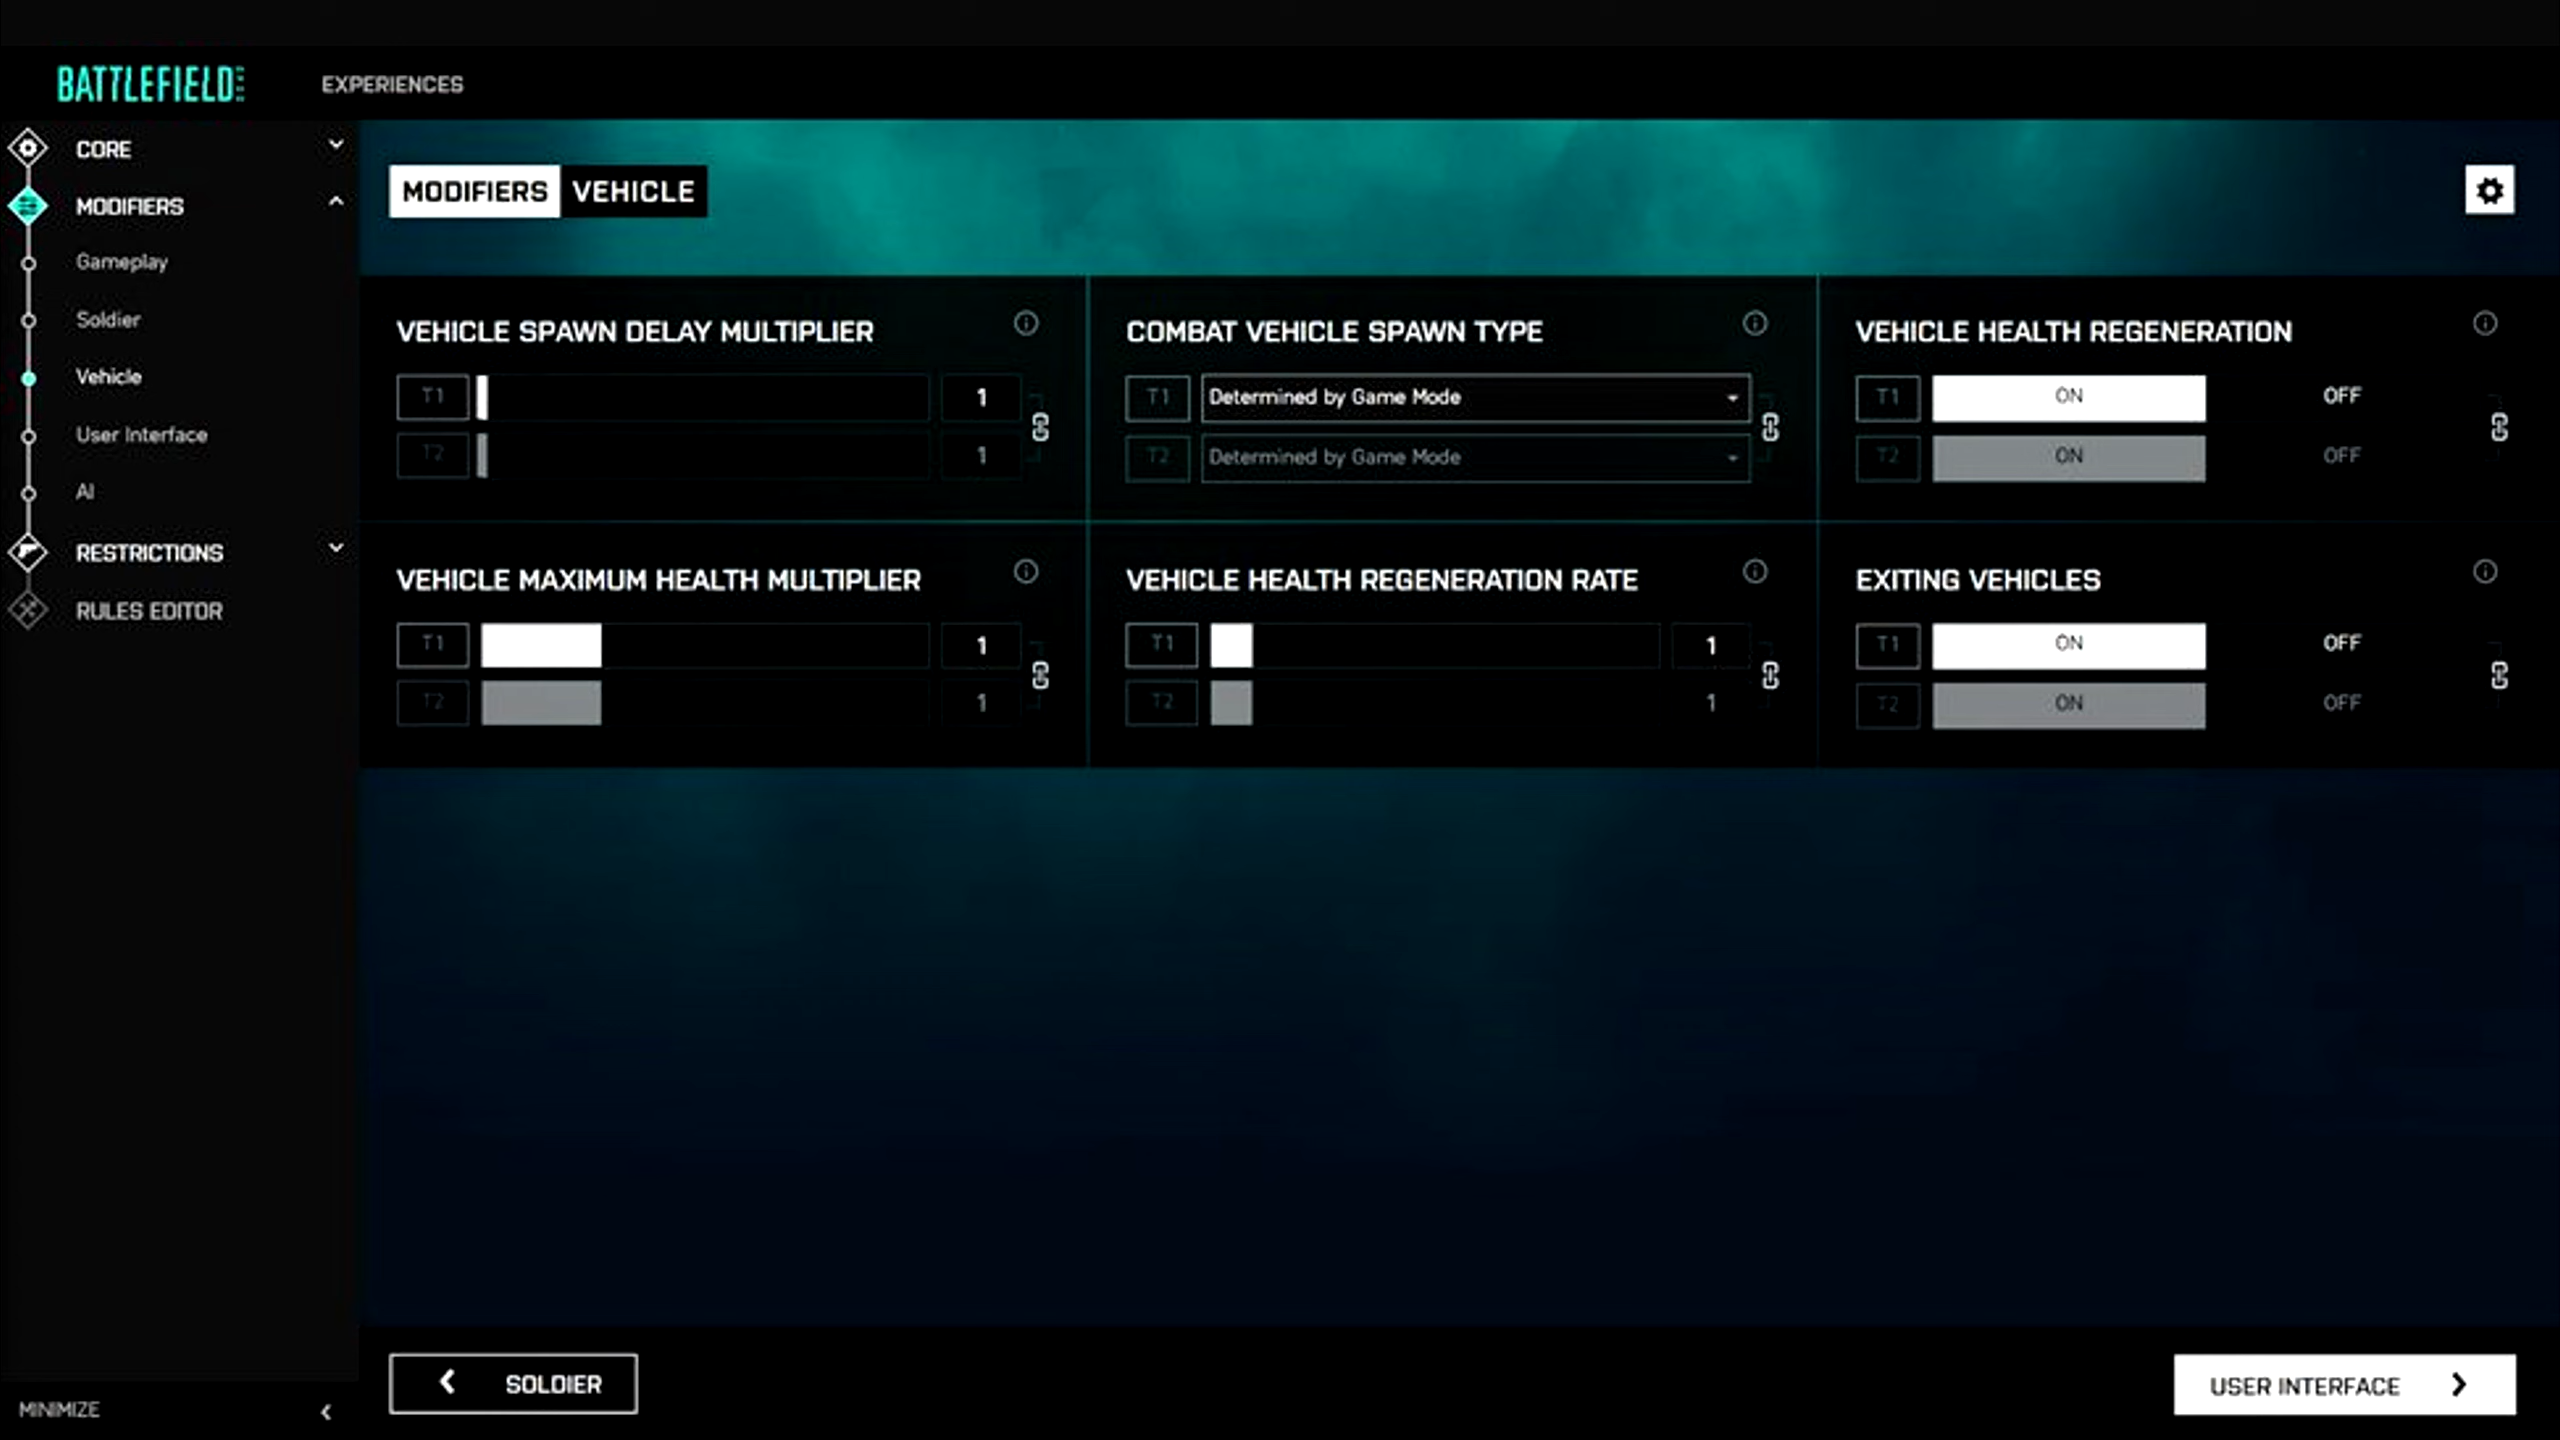 BATTLEFIELD
EXPERIENCES
CORE
MODIFIERS
Gameplay
Soldier
Vehicle
User Interface
AI
RESTRICTIONS
RULES EDITOR
MINIMIZE
MODIFIERS VEHICLE
VEHICLE SPAWN DELAY MULTIPLIER
T1 1
T2 1
COMBAT VEHICLE SPAWN TYPE
T1 Determined by Game Mode
T2 Determined by Game Mode
VEHICLE HEALTH REGENERATION
T1 ON OFF
T2 ON OFF
VEHICLE MAXIMUM HEALTH MULTIPLIER
T1 1
T2 1
VEHICLE HEALTH REGENERATION RATE
T1 1
T2 1
EXITING VEHICLES
T1 ON OFF
T2 ON OFF
SOLDIER
USER INTERFACE